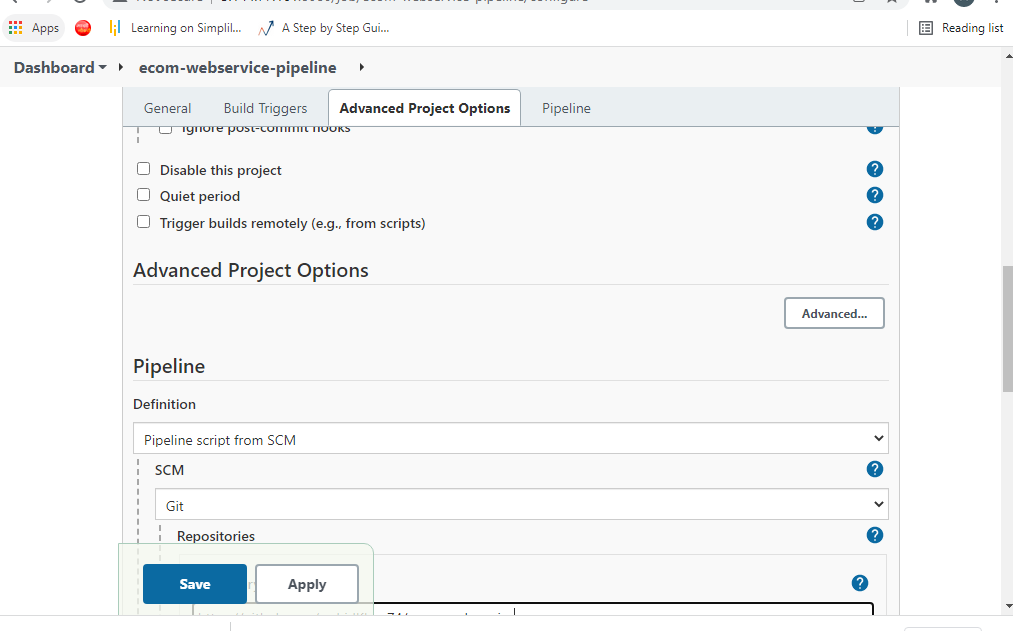 Apps
Learning on Simplil...
A Step by Step Gui...
Reading list
Dashboard
ecom-webservice-pipeline
General
Build Triggers
Advanced Project Options
Pipeline
Ignore post-commit hooks
?
Disable this project
?
Quiet period
?
Trigger builds remotely (e.g., from scripts)
?
Advanced Project Options
Advanced...
Pipeline
Definition
Pipeline script from SCM
SCM
?
Git
Repositories
?
Save
Apply
?